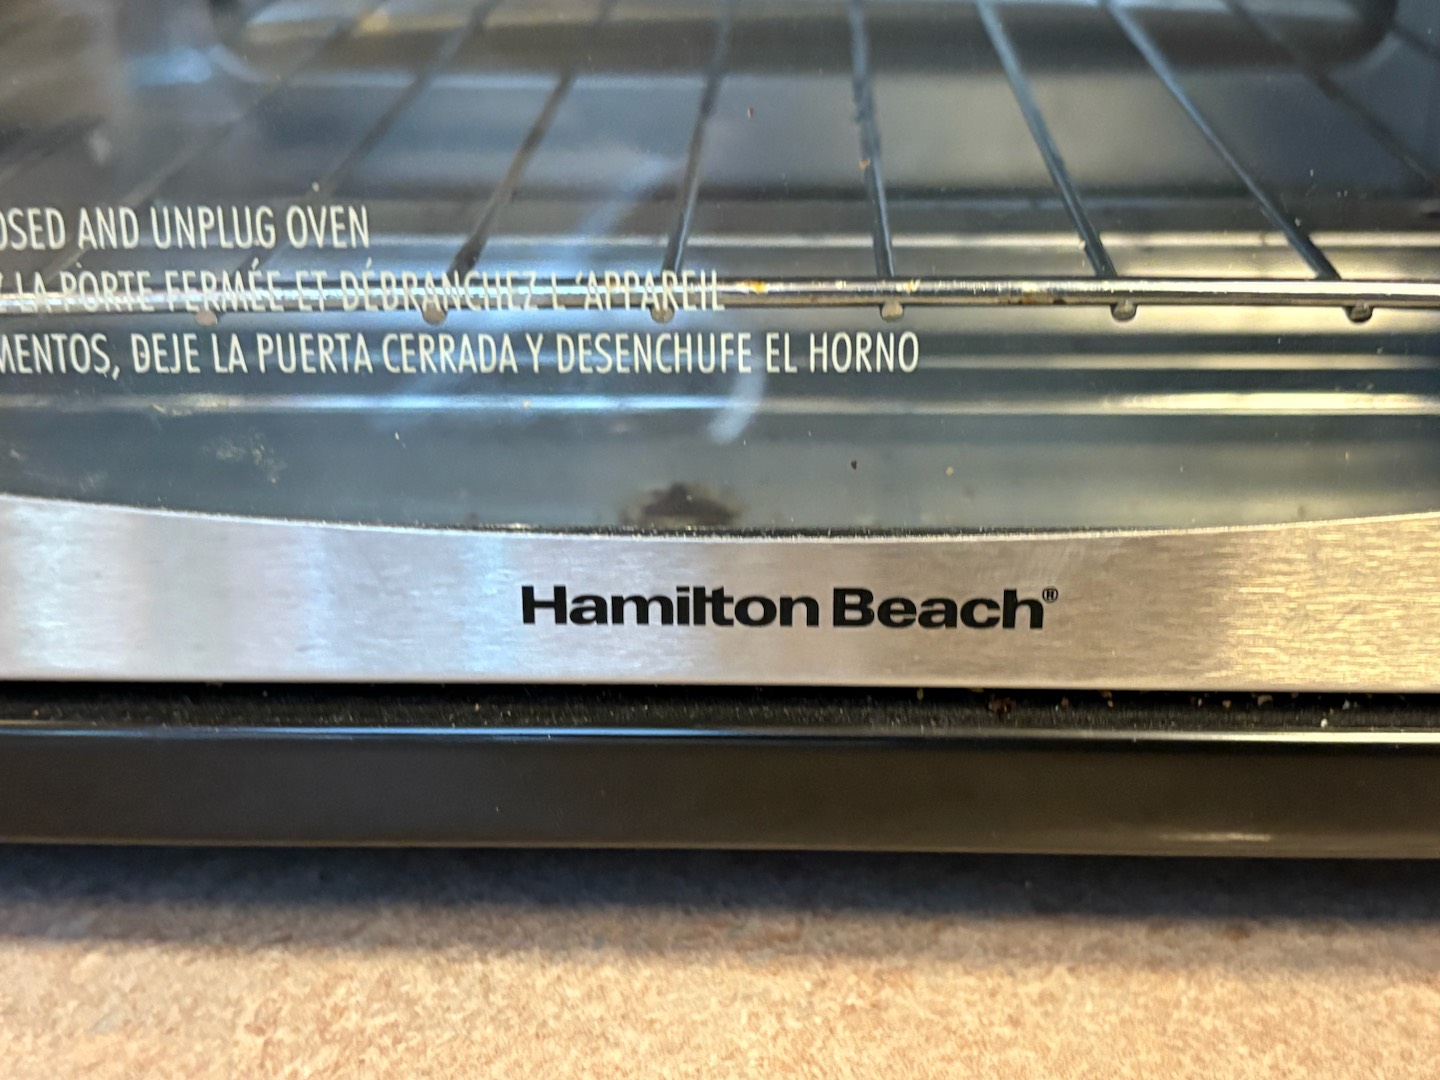 OSED AND UNPLUG OVEN
Z LA PORTE FERMÉE ET DÉBRANCHEZ L 'APPAREIL
MENTOS, DEJE LA PUERTA CERRADA Y DESENCHUFE EL HORNO
Hamilton Beach®